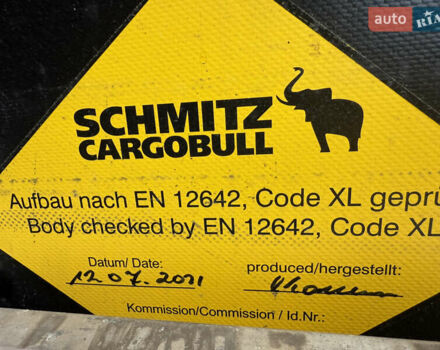 auto RIA
SCHMITZ
CARGOBULL
Aufbau nach EN 12642, Code XL geprü
Body checked by EN 12642, Code XL
Datum/ Date:
produced/hergestellt:
12 07. 2021
Kommission/Commission / Id.Nr.: